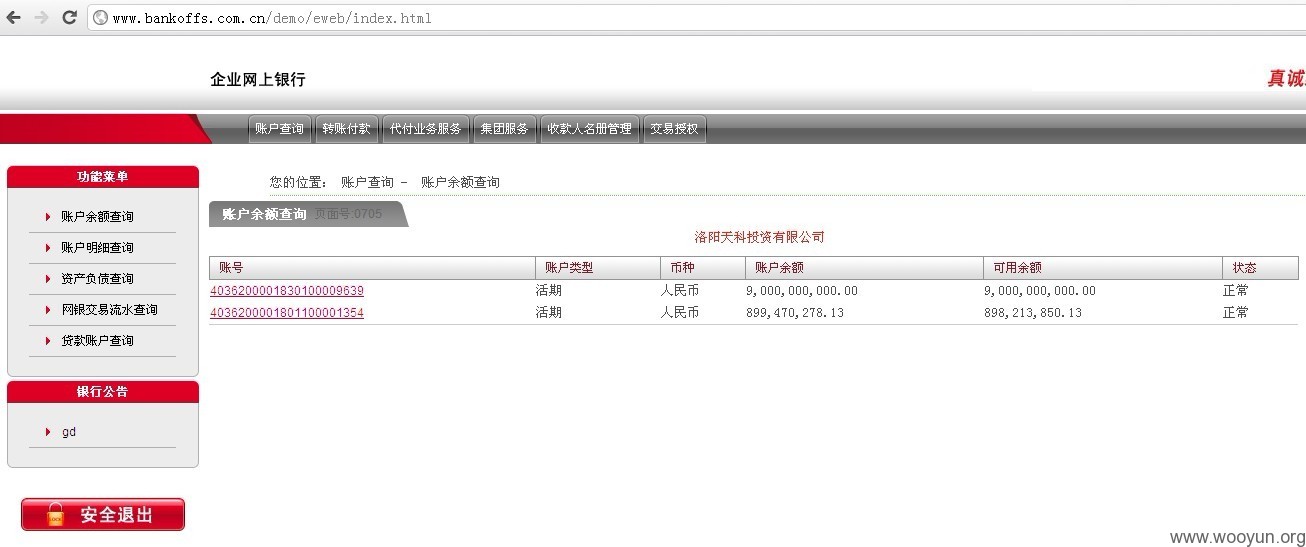 www.bankoffs.com.cn/demo/eweb/index.html
企业网上银行
真诚
账户查询 转账付款 代付业务服务 集团服务 收款人名册管理 交易授权
功能菜单
账户余额查询
账户明细查询
资产负债查询
网银交易流水查询
贷款账户查询
银行公告
gd
安全退出
您的位置: 账户查询 - 账户余额查询
账户余额查询 页面号:0705
洛阳天科投资有限公司
账号 账户类型 币种 账户余额 可用余额 状态
4036200001830100009639 活期 人民币 9,000,000,000.00 9,000,000,000.00 正常
4036200001801100001354 活期 人民币 899,470,278.13 898,213,850.13 正常
www.wooyun.org